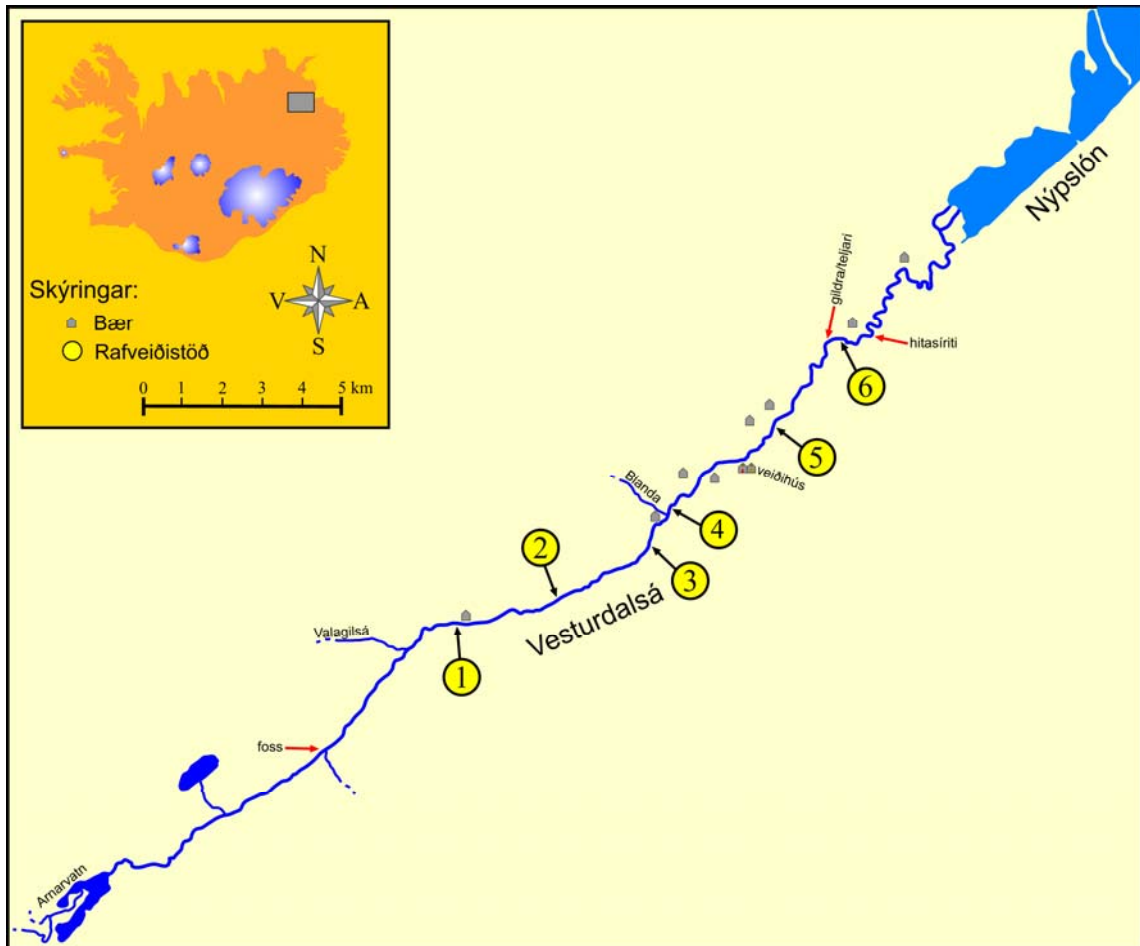 N
V A
S
Skýringar:
Bær
Rafveiðistöð
0 1 2 3 4 5 km
Nýpslón
gildra/teljari
hitasíriti
6
5
veiðihús
Blanda
4
3
2
Vesturdalsá
Valagilsá
1
foss
Arnarvatn